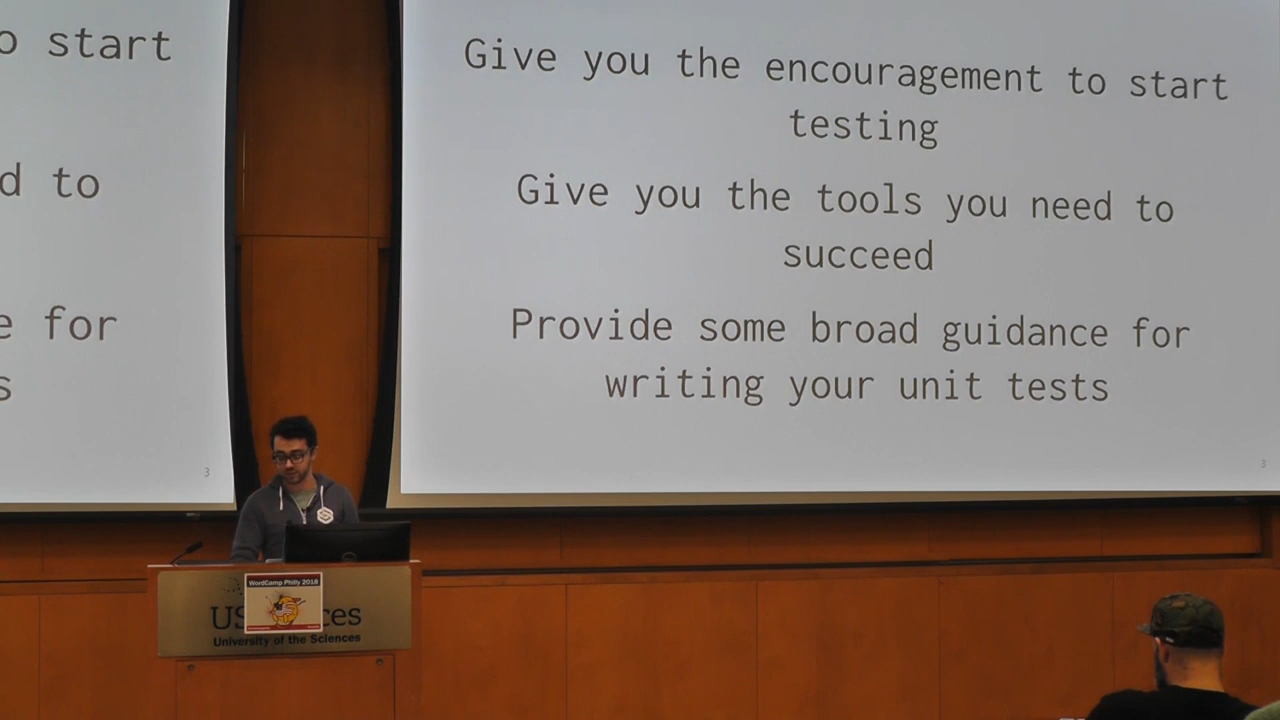 o start
d to
e for
s
3
Give you the encouragement to start
testing
Give you the tools you need to
succeed
Provide some broad guidance for
writing your unit tests
3
WordCamp Philly 2018
US ces
University of the Sciences